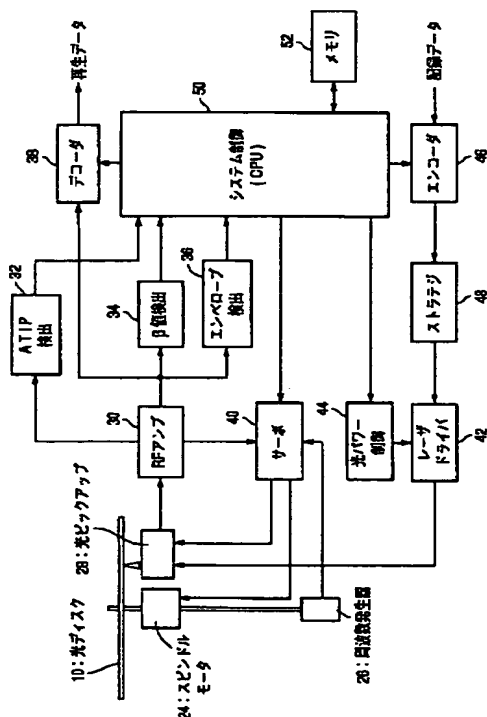 10：光ディスク
24：スピンドル
モータ
28：光ピックアップ
26：周波数発生器
30
RFアンプ
32
ATIP
検出
34
β値検出
36
エンベロープ
検出
38
デコーダ
再生データ
40
サーボ
50
システム制御
(CPU)
52
メモリ
44
光パワー
制御
42
レーザ
ドライバ
48
ストラテジ
46
エンコーダ
記録データ